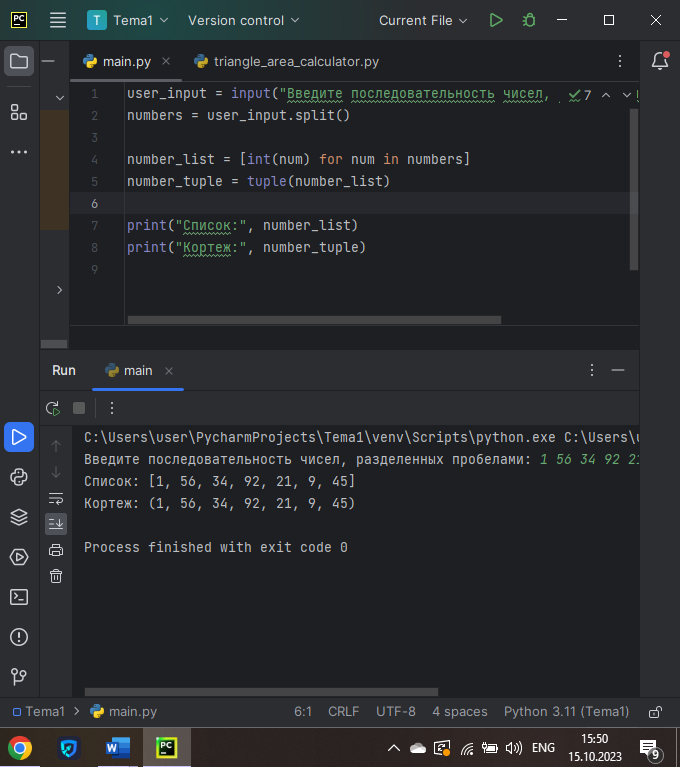 PC T Tema1 Version control Current File
main.py triangle_area_calculator.py
1 user_input = input("Введите последовательность чисел, 7
2 numbers = user_input.split()
3
4 number_list = [int(num) for num in numbers]
5 number_tuple = tuple(number_list)
6
7 print("Список:", number_list)
8 print("Кортеж:", number_tuple)
9
Run main
C:\Users\user\PycharmProjects\Tema1\venv\Scripts\python.exe C:\Users\
Введите последовательность чисел, разделенных пробелами: 1 56 34 92 21
Список: [1, 56, 34, 92, 21, 9, 45]
Кортеж: (1, 56, 34, 92, 21, 9, 45)
Process finished with exit code 0
Tema1 main.py 6:1 CRLF UTF-8 4 spaces Python 3.11 (Tema1)
W PC ENG 15:50
15.10.2023 9